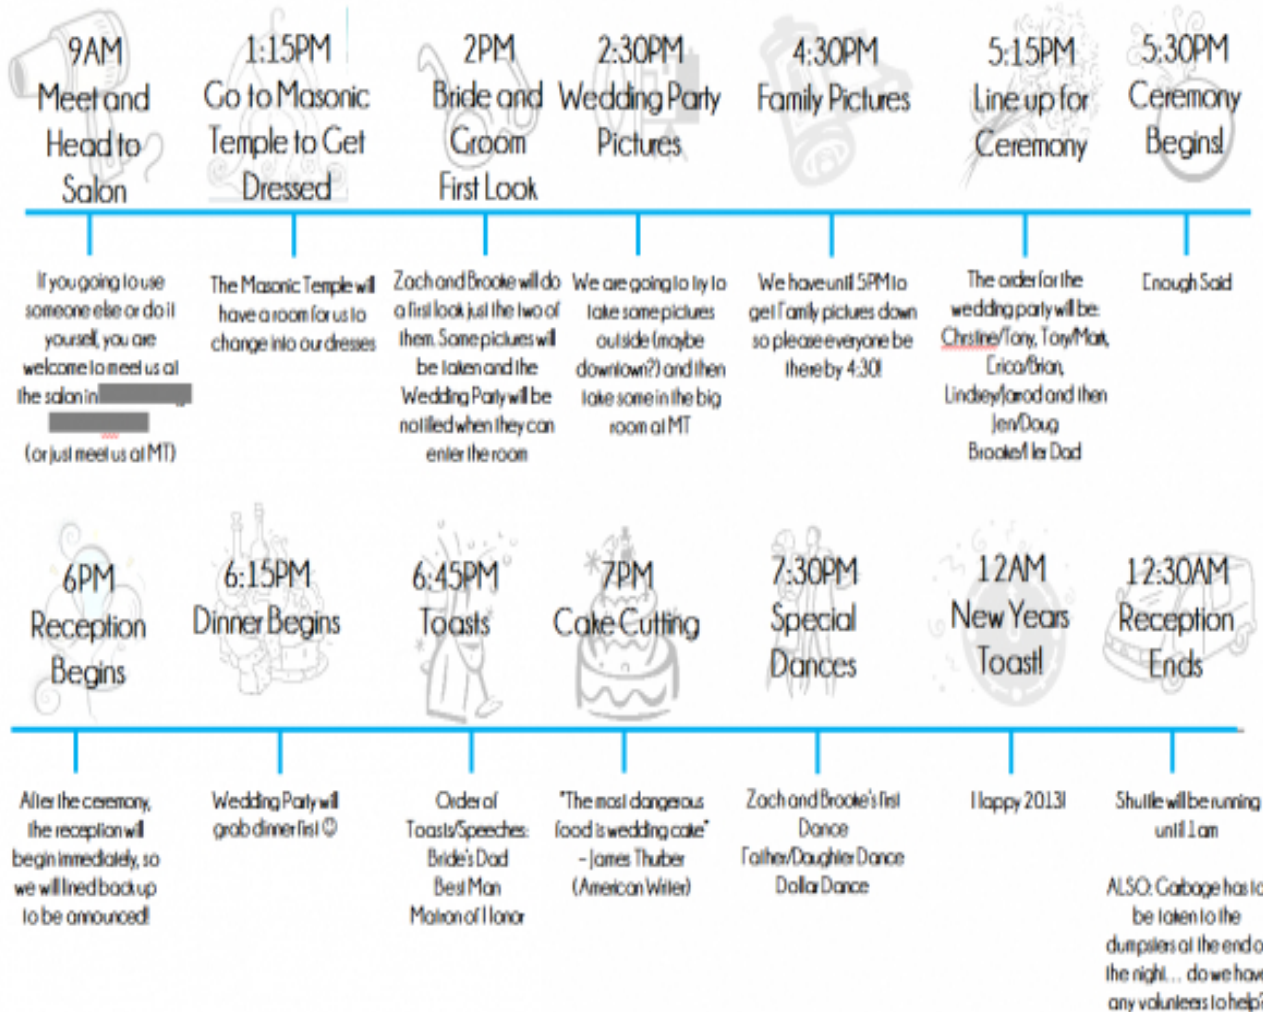 9AM
Meet and
Head to
Salon
1:15PM
Go to Masonic
Temple to Get
Dressed
2PM
Bride and
Groom
First Look
2:30PM
Wedding Party
Pictures
4:30PM
Family Pictures
5:15PM
Line up for
Ceremony
5:30PM
Ceremony
Begins!
If you going to use
someone else or do it
yourself, you are
welcome to meet us at
the salon in
(or just meet us at MT)
The Masonic Temple will
have a room for us to
change into our dresses
Zach and Brooke will do
a first look just the two of
them. Some pictures will
be taken and the
Wedding Party will be
notified when they can
enter the room
We are going to try to
take some pictures
outside (maybe
downtown?) and then
take some in the big
room at MT
We have until 5PM to
get Family pictures down
so please everyone be
there by 4:30!
The order for the
wedding party will be:
Christine/Tony, Tony/Mark,
Erica/Brian,
Lindsey/Jarod and then
Jen/Doug
Brooke/Her Dad
Enough Said
6PM
Reception
Begins
6:15PM
Dinner Begins
6:45PM
Toasts
7PM
Cake Cutting
7:30PM
Special
Dances
12AM
New Years
Toast!
12:30AM
Reception
Ends
After the ceremony,
the reception will
begin immediately, so
we will lined back up
to be announced!
Wedding Party will
grab dinner first ☺
Order of
Toasts/Speeches:
Bride's Dad
Best Man
Matron of Honor
"The most dangerous
food is wedding cake"
- James Thurber
(American Writer)
Zach and Brooke's first
Dance
Father/Daughter Dance
Dollar Dance
Happy 2013!
Shuttle will be running
until 1am
ALSO: Garbage has to
be taken to the
dumpsters at the end o
the night... do we have
any volunteers to help?